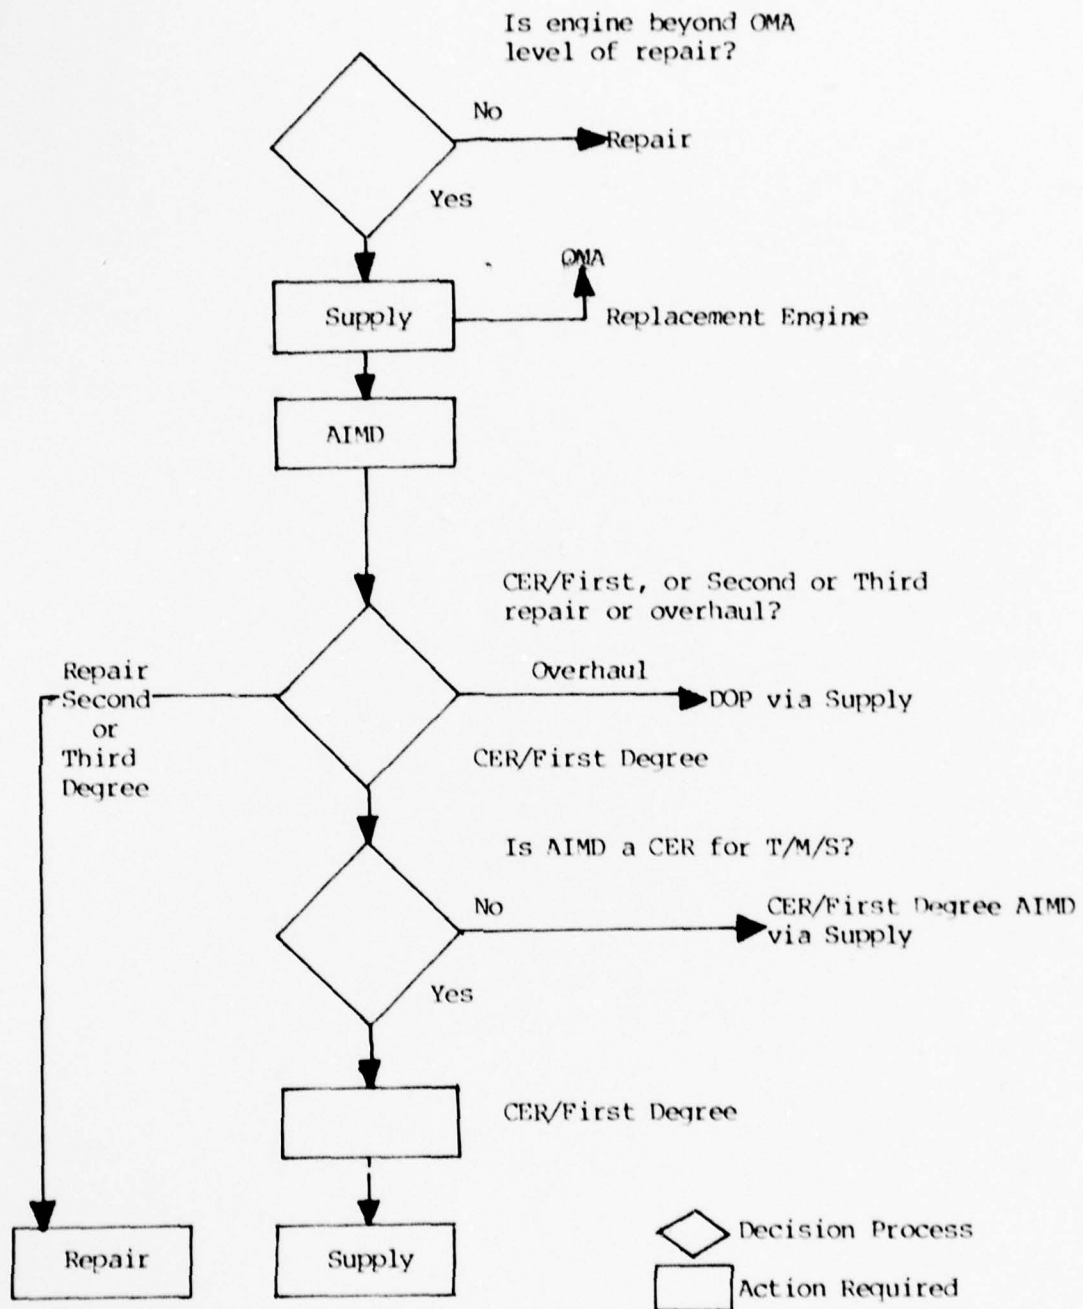 Is engine beyond OMA
level of repair?
No
Repair
Yes
OMA
Supply
Replacement Engine
AIMD
CER/First, or Second or Third
repair or overhaul?
Repair
Second
or
Third
Degree
Overhaul
DOP via Supply
CER/First Degree
Is AIMD a CER for T/M/S?
No
CER/First Degree AIMD
via Supply
Yes
CER/First Degree
Repair
Supply
Decision Process
Action Required